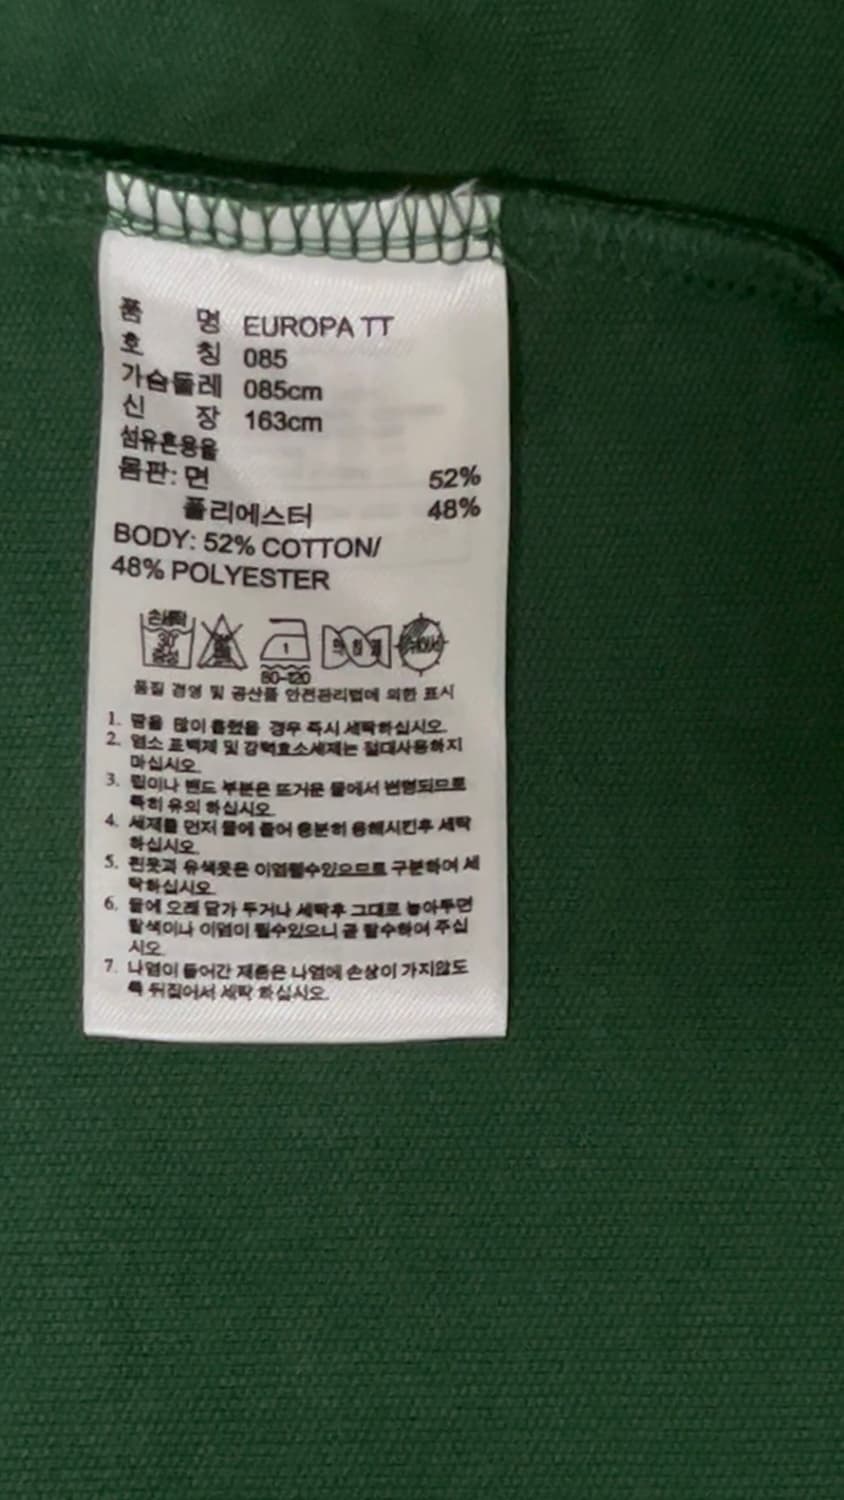 품 명 EUROPA TT
호 칭 085
가슴둘레 085cm
신 장 163cm
섬유혼용율
몸판: 면 52%
폴리에스터 48%
BODY: 52% COTTON/
48% POLYESTER
손세탁
30°
중성
1
80-120
약하게
품질 경영 및 공산품 안전관리법에 의한 표시
1. 땀을 많이 흘렸을 경우 즉시 세탁하십시오.
2. 염소 표백제 및 강력효소세제는 절대사용하지
마십시오.
3. 립이나 밴드 부분은 뜨거운 물에서 변형되므로
특히 유의 하십시오.
4. 세제를 먼저 물에 풀어 충분히 용해시킨후 세탁
하십시오.
5. 흰옷과 유색옷은 이염될수있으므로 구분하여 세
탁하십시오.
6. 물에 오래 담가 두거나 세탁후 그대로 놓아두면
탈색이나 이염이 될수있으니 곧 탈수하여 주십
시오.
7. 나염이 들어간 제품은 나염에 손상이 가지않도
록 뒤집어서 세탁 하십시오.